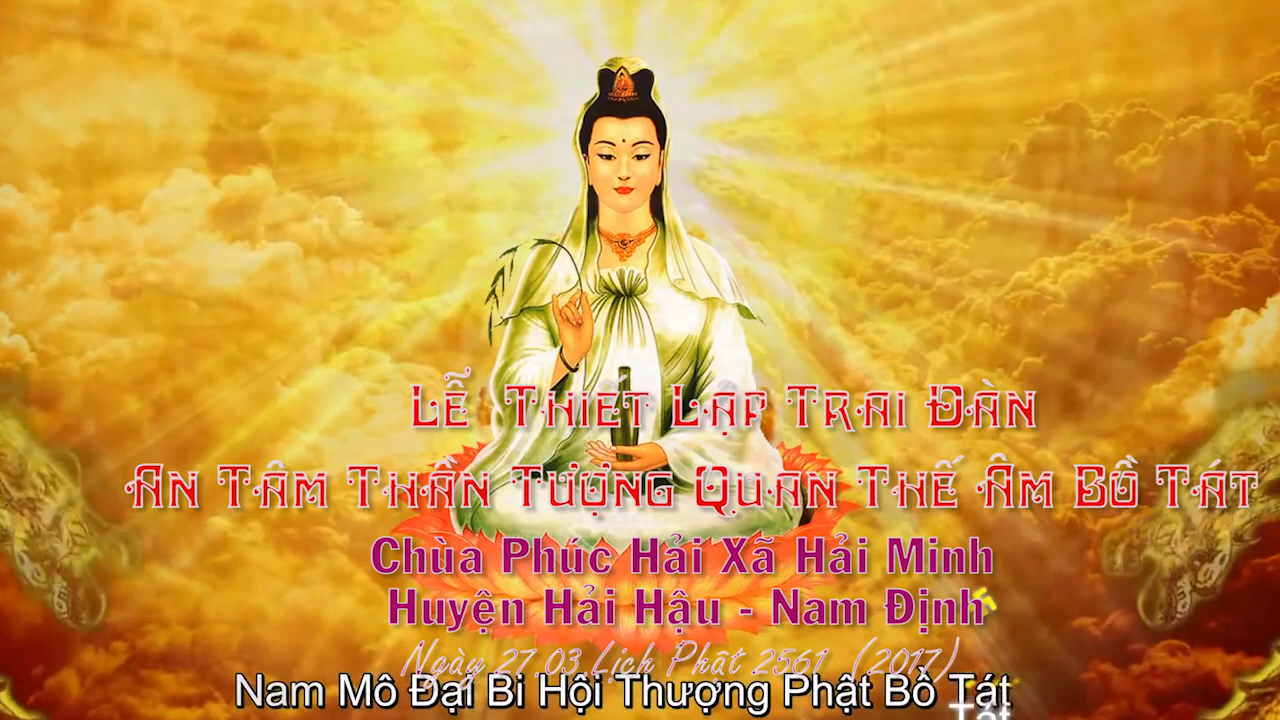 Lễ Thiết Lập Trai Đàn
An Tâm Thần Tượng Quan Thế Âm Bồ Tát
Chùa Phúc Hải Xã Hải Minh
Huyện Hải Hậu - Nam Định
Ngày 27.03 Lịch Phật 2561 (2017)
Nam Mô Đại Bi Hội Thượng Phật Bồ Tát
Tát